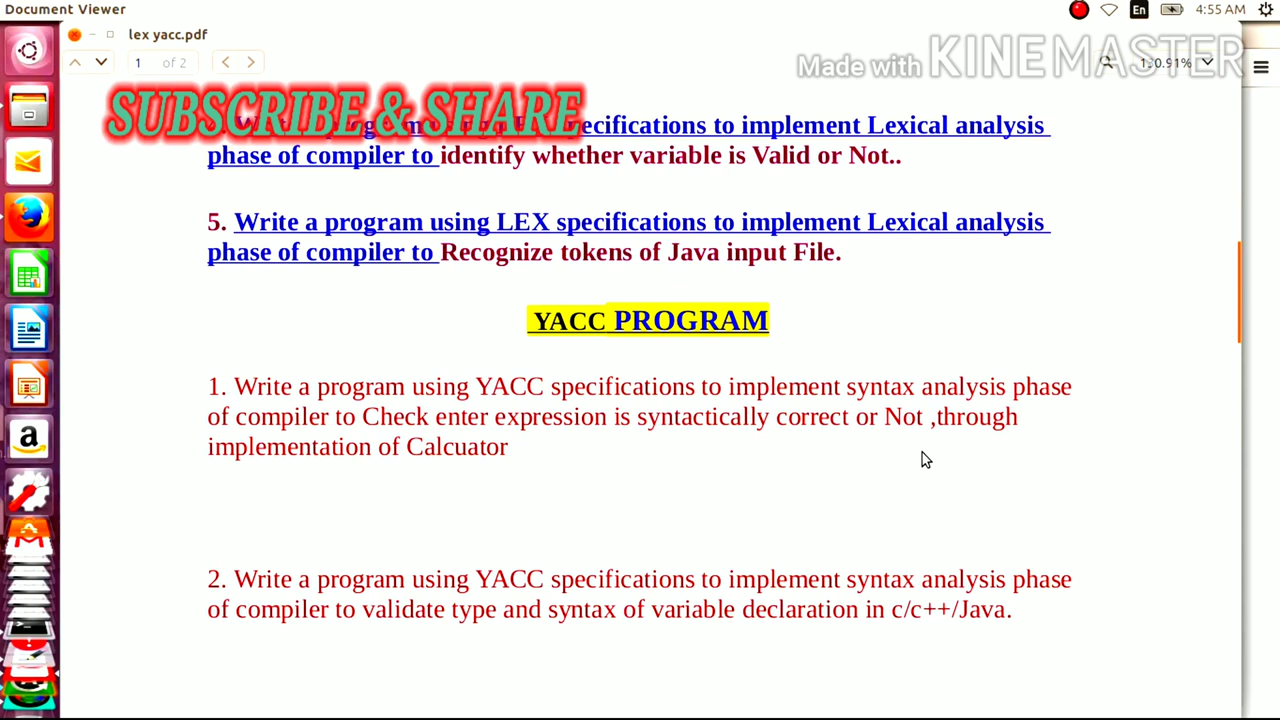 Document Viewer
En
4:55 AM
lex yacc.pdf
1 of 2
Made with KINEMASTER
SUBSCRIBE & SHARE
specifications to implement Lexical analysis
phase of compiler to identify whether variable is Valid or Not..
5. Write a program using LEX specifications to implement Lexical analysis
phase of compiler to Recognize tokens of Java input File.
YACC PROGRAM
1. Write a program using YACC specifications to implement syntax analysis phase
of compiler to Check enter expression is syntactically correct or Not ,through
implementation of Calcuator
2. Write a program using YACC specifications to implement syntax analysis phase
of compiler to validate type and syntax of variable declaration in c/c++/Java.